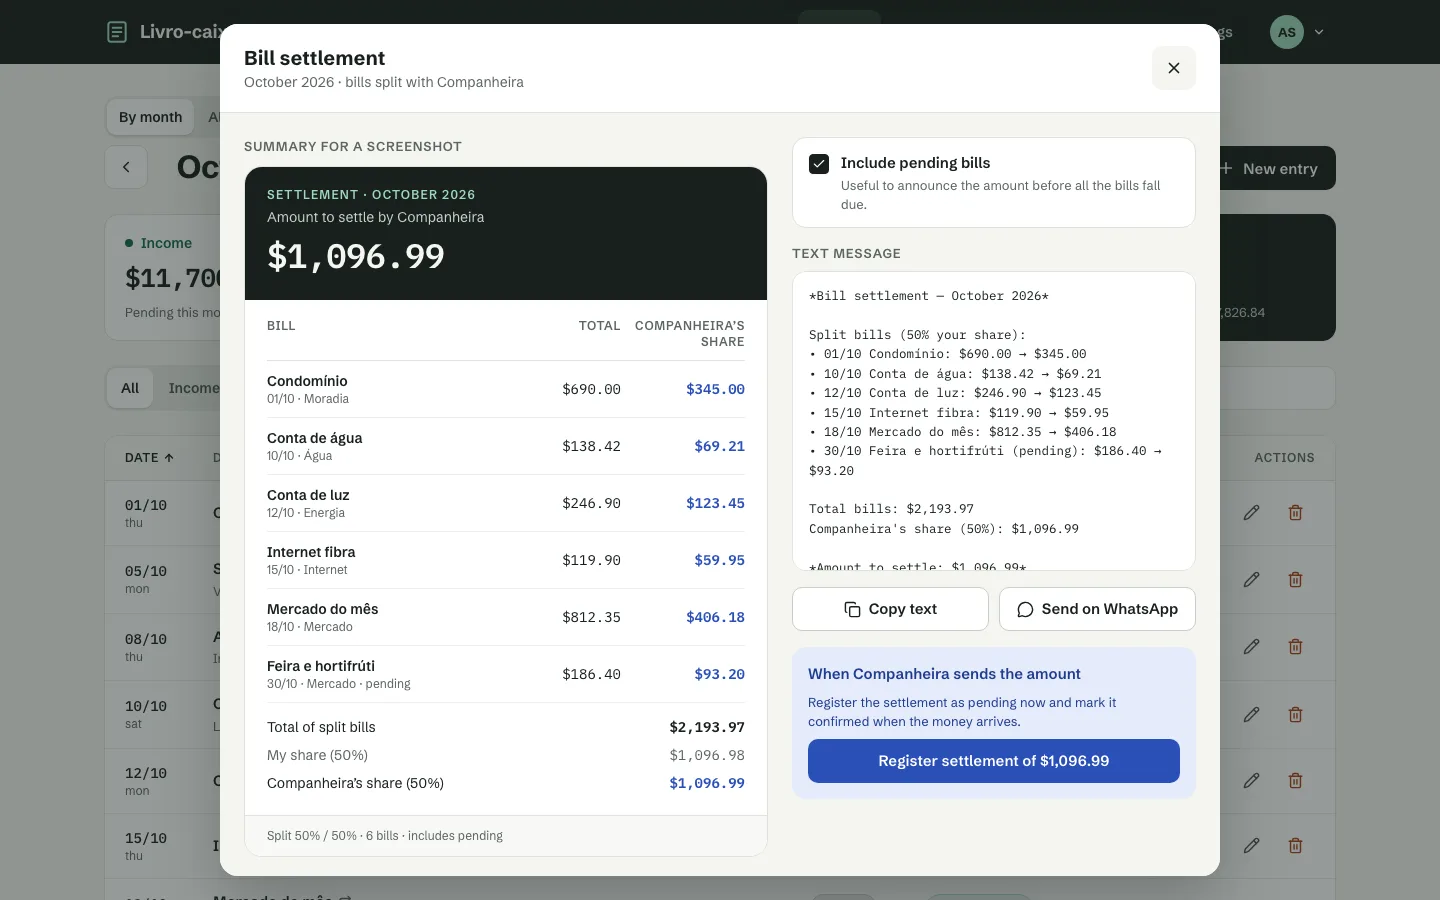 Livro-caix
gs
AS
By month
Oc
New entry
Income
$11,700
Pending this mo
,826.84
All
Income
DATE
ACTIONS
01/10
thu
05/10
mon
08/10
thu
10/10
sat
12/10
mon
15/10
thu
Bill settlement
October 2026 · bills split with Companheira
SUMMARY FOR A SCREENSHOT
SETTLEMENT · OCTOBER 2026
Amount to settle by Companheira
$1,096.99
BILL TOTAL COMPANHEIRA'S
SHARE
Condomínio
01/10 · Moradia
$690.00 $345.00
Conta de água
10/10 · Água
$138.42 $69.21
Conta de luz
12/10 · Energia
$246.90 $123.45
Internet fibra
15/10 · Internet
$119.90 $59.95
Mercado do mês
18/10 · Mercado
$812.35 $406.18
Feira e hortifrúti
30/10 · Mercado · pending
$186.40 $93.20
Total of split bills $2,193.97
My share (50%) $1,096.98
Companheira’s share (50%) $1,096.99
Split 50% / 50% · 6 bills · includes pending
Include pending bills
Useful to announce the amount before all the bills fall
due.
TEXT MESSAGE
*Bill settlement — October 2026*
Split bills (50% your share):
• 01/10 Condomínio: $690.00 → $345.00
• 10/10 Conta de água: $138.42 → $69.21
• 12/10 Conta de luz: $246.90 → $123.45
• 15/10 Internet fibra: $119.90 → $59.95
• 18/10 Mercado do mês: $812.35 → $406.18
• 30/10 Feira e hortifrúti (pending): $186.40 →
$93.20
Total bills: $2,193.97
Companheira's share (50%): $1,096.99
*Amount to settle: $1,096.99*
Copy text
Send on WhatsApp
When Companheira sends the amount
Register the settlement as pending now and mark it
confirmed when the money arrives.
Register settlement of $1,096.99